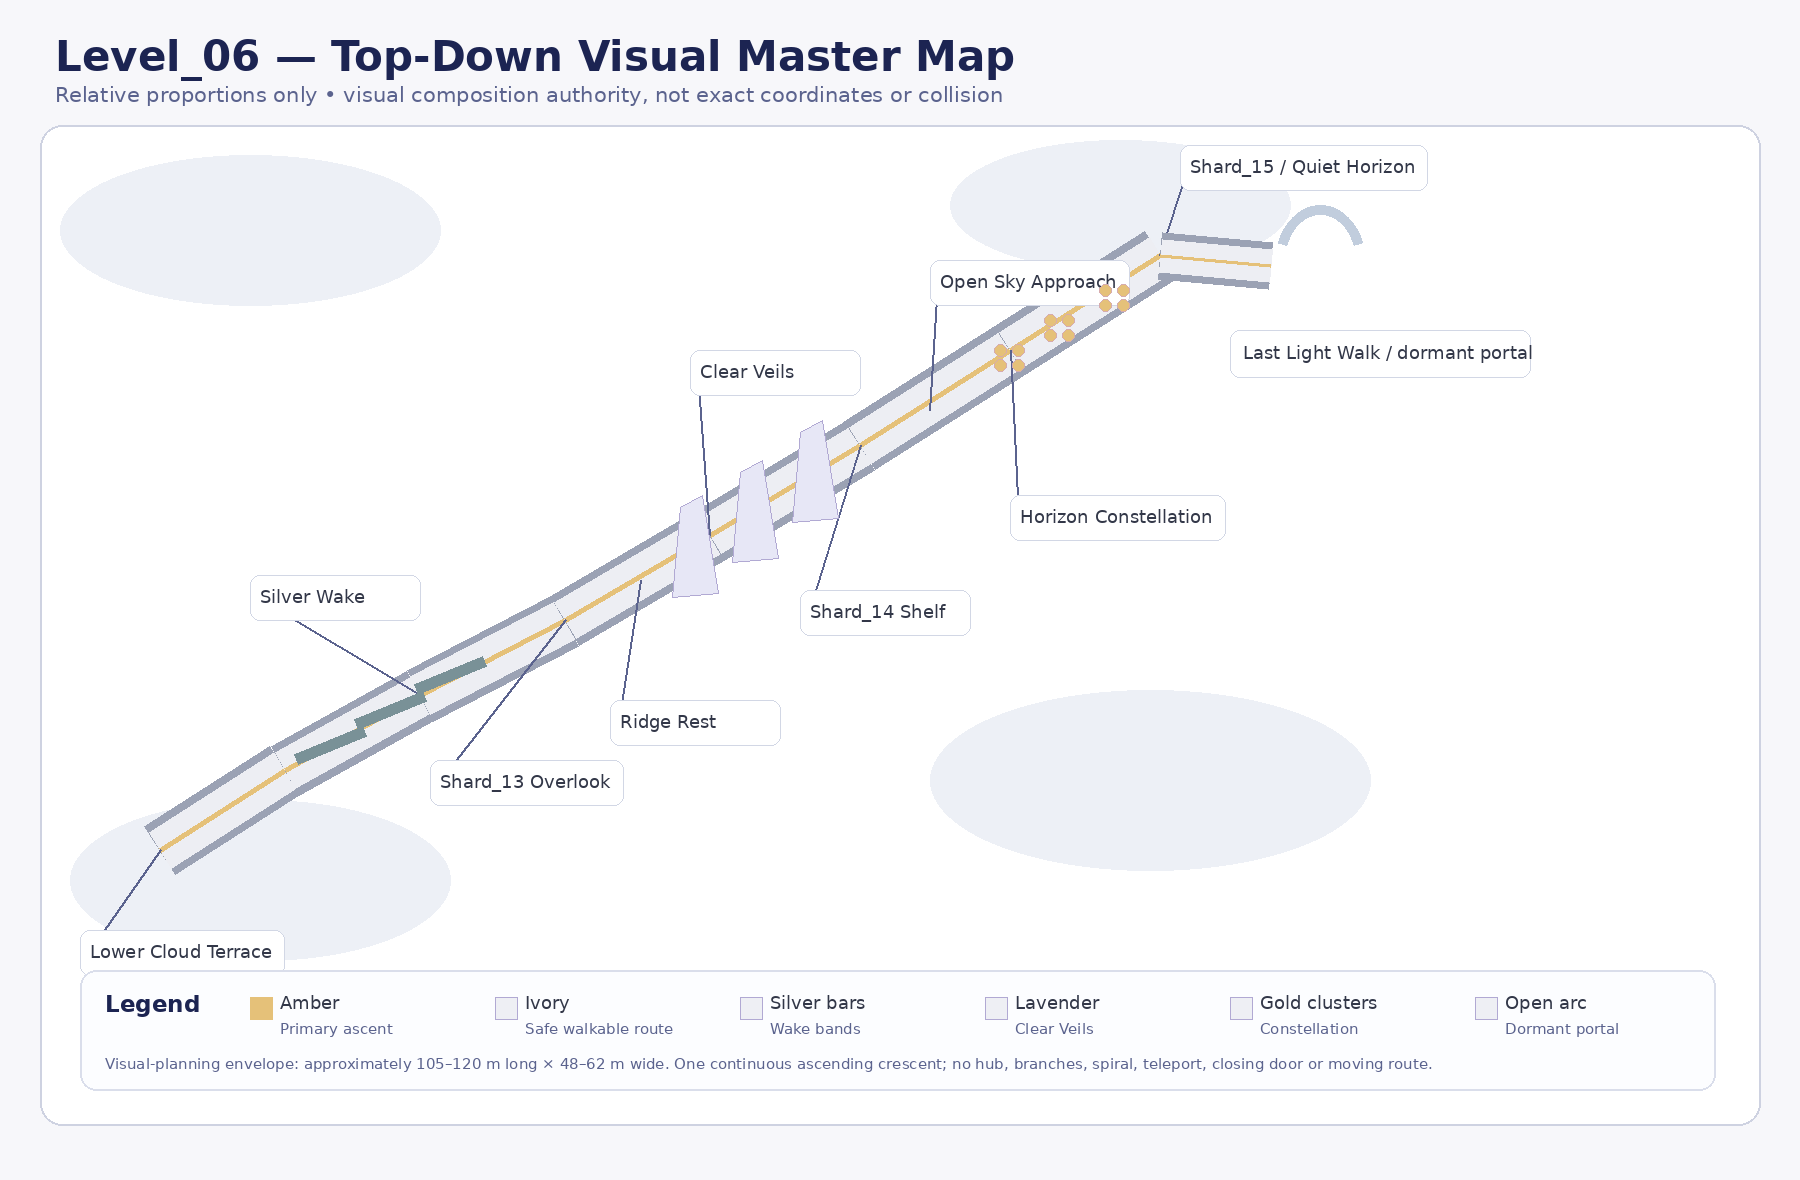 Level_06 — Top-Down Visual Master Map
Relative proportions only • visual composition authority, not exact coordinates or collision
Shard_15 / Quiet Horizon
Open Sky Approach
Last Light Walk / dormant portal
Clear Veils
Horizon Constellation
Silver Wake
Shard_14 Shelf
Ridge Rest
Shard_13 Overlook
Lower Cloud Terrace
Legend
Amber
Primary ascent
Ivory
Safe walkable route
Silver bars
Wake bands
Lavender
Clear Veils
Gold clusters
Constellation
Open arc
Dormant portal
Visual-planning envelope: approximately 105–120 m long × 48–62 m wide. One continuous ascending crescent; no hub, branches, spiral, teleport, closing door or moving route.